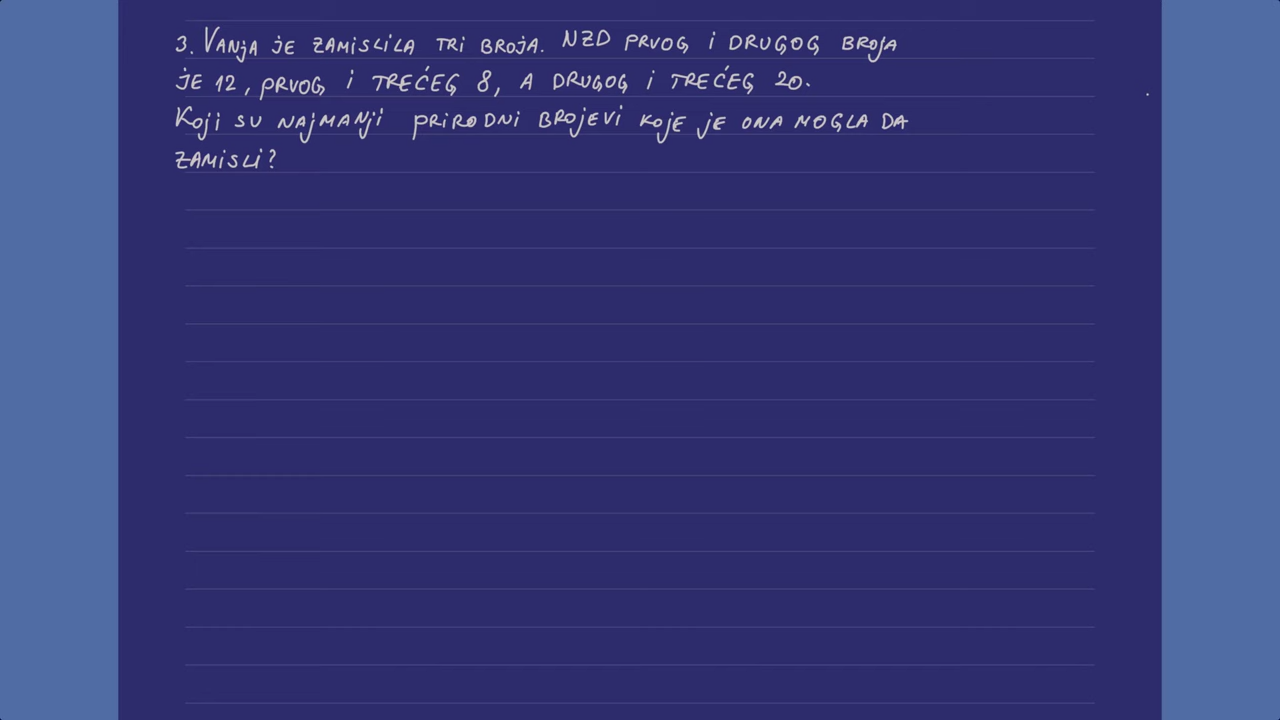 3. Vanja je zamislila tri broja. NZD prvog i drugog broja
je 12, prvog i trećeg 8, a drugog i trećeg 20.
Koji su najmanji prirodni brojevi koje je ona mogla da
zamisli?